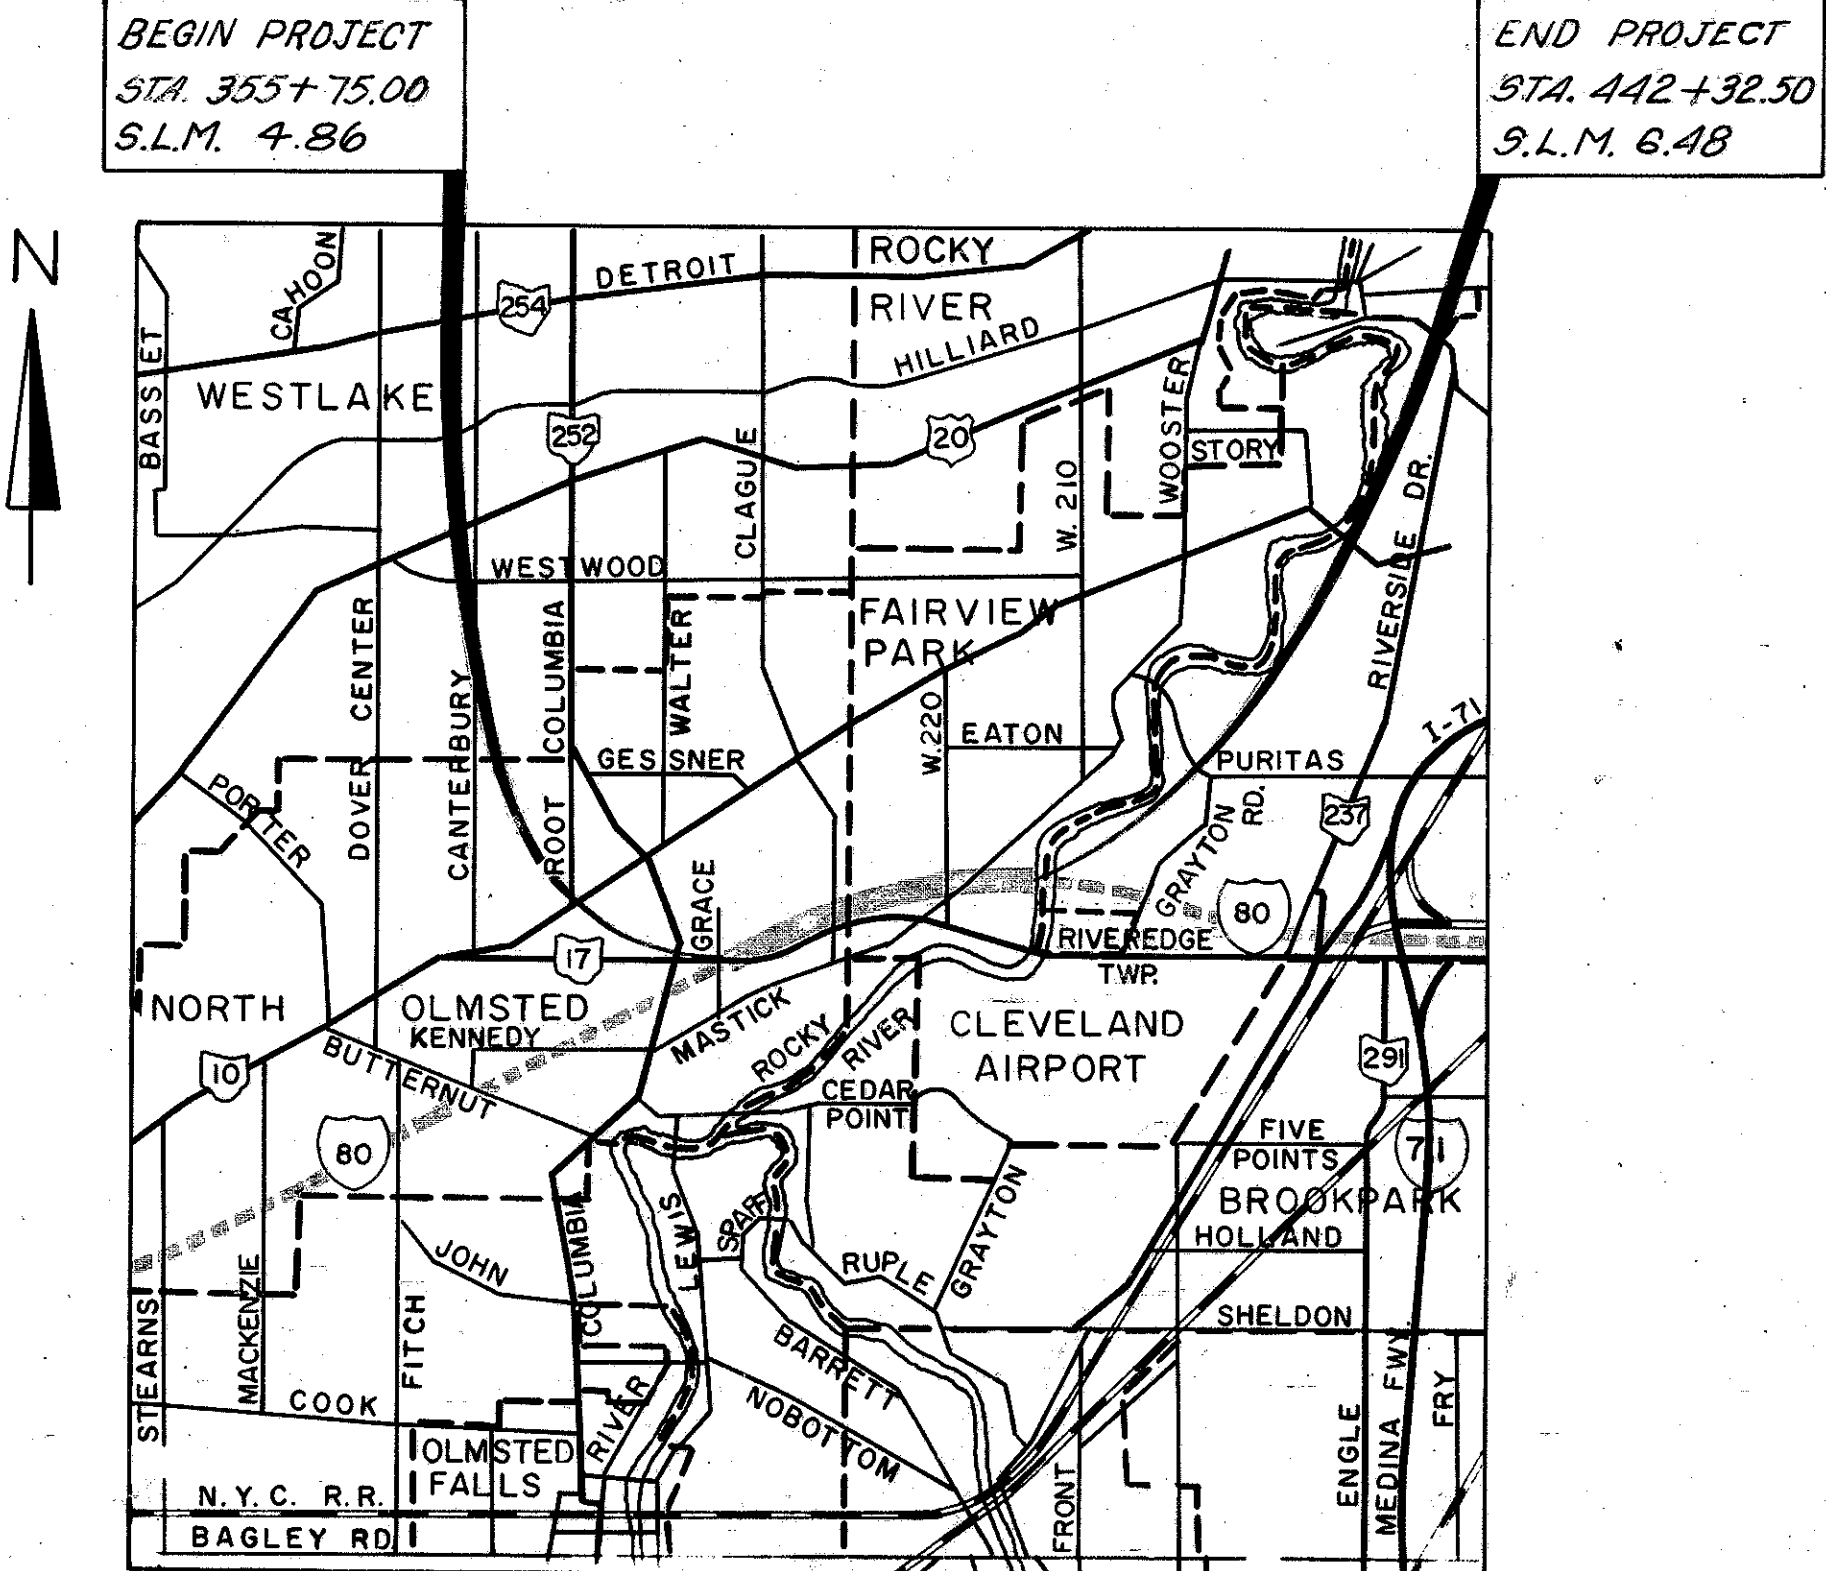 BEGIN PROJECT
STA. 355+75.00
S.L.M. 4.86
END PROJECT
STA. 442+32.50
S.L.M. 6.48
N
CAHOON
DETROIT
254
ROCKY
RIVER
HILLIARD
BASSET
WESTLAKE
252
CLAGUE
20
W. 210
WOOSTER
STORY
RIVERSIDE DR.
WESTWOOD
FAIRVIEW
PARK
DOVER CENTER
CANTERBURY
ROOT COLUMBIA
WALTER
W. 220
EATON
GESSNER
PORTER
I-71
PURITAS
237
GRAYTON RD.
GRACE
80
17
RIVEREDGE
TWP.
NORTH OLMSTED
KENNEDY
MASTICK
ROCKY RIVER
CLEVELAND
AIRPORT
10
BUTTERNUT
291
CEDAR
POINT
80
FIVE
POINTS
71
BROOKPARK
HOLLAND
COLUMBIA
LEWIS
SPAFF
RUPLE
GRAYTON
JOHN
STEARNS
MACKENZIE
FITCH
SHELDON
BARRETT
NOBOTTOM
COOK
RIVER
OLMSTED
FALLS
ENGLE
MEDINA FWY.
FRY
FRONT
N.Y.C. R.R.
BAGLEY RD.